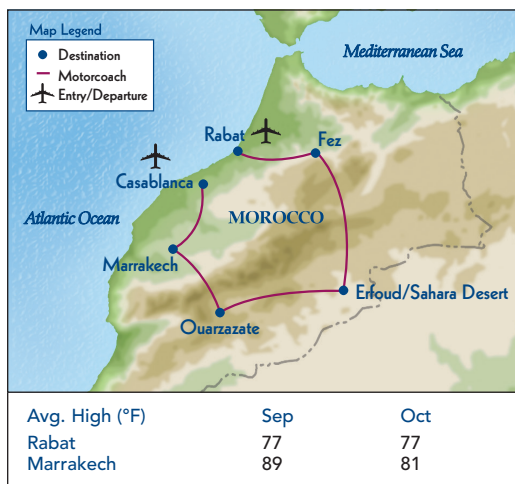 Map Legend
Destination
Motorcoach
Entry/Departure
Mediterranean Sea
Rabat
Fez
Casablanca
Atlantic Ocean
MOROCCO
Marrakech
Erfoud/Sahara Desert
Ouarzazate
Avg. High (°F) Sep Oct
Rabat 77 77
Marrakech 89 81